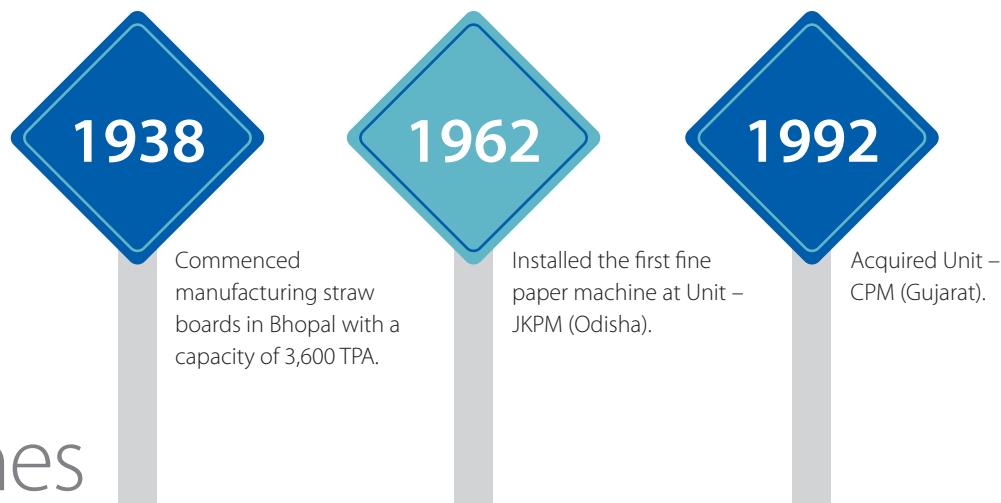 1938
Commenced
manufacturing straw
boards in Bhopal with a
capacity of 3,600 TPA.
1962
Installed the first fine
paper machine at Unit –
JKPM (Odisha).
1992
Acquired Unit –
CPM (Gujarat).